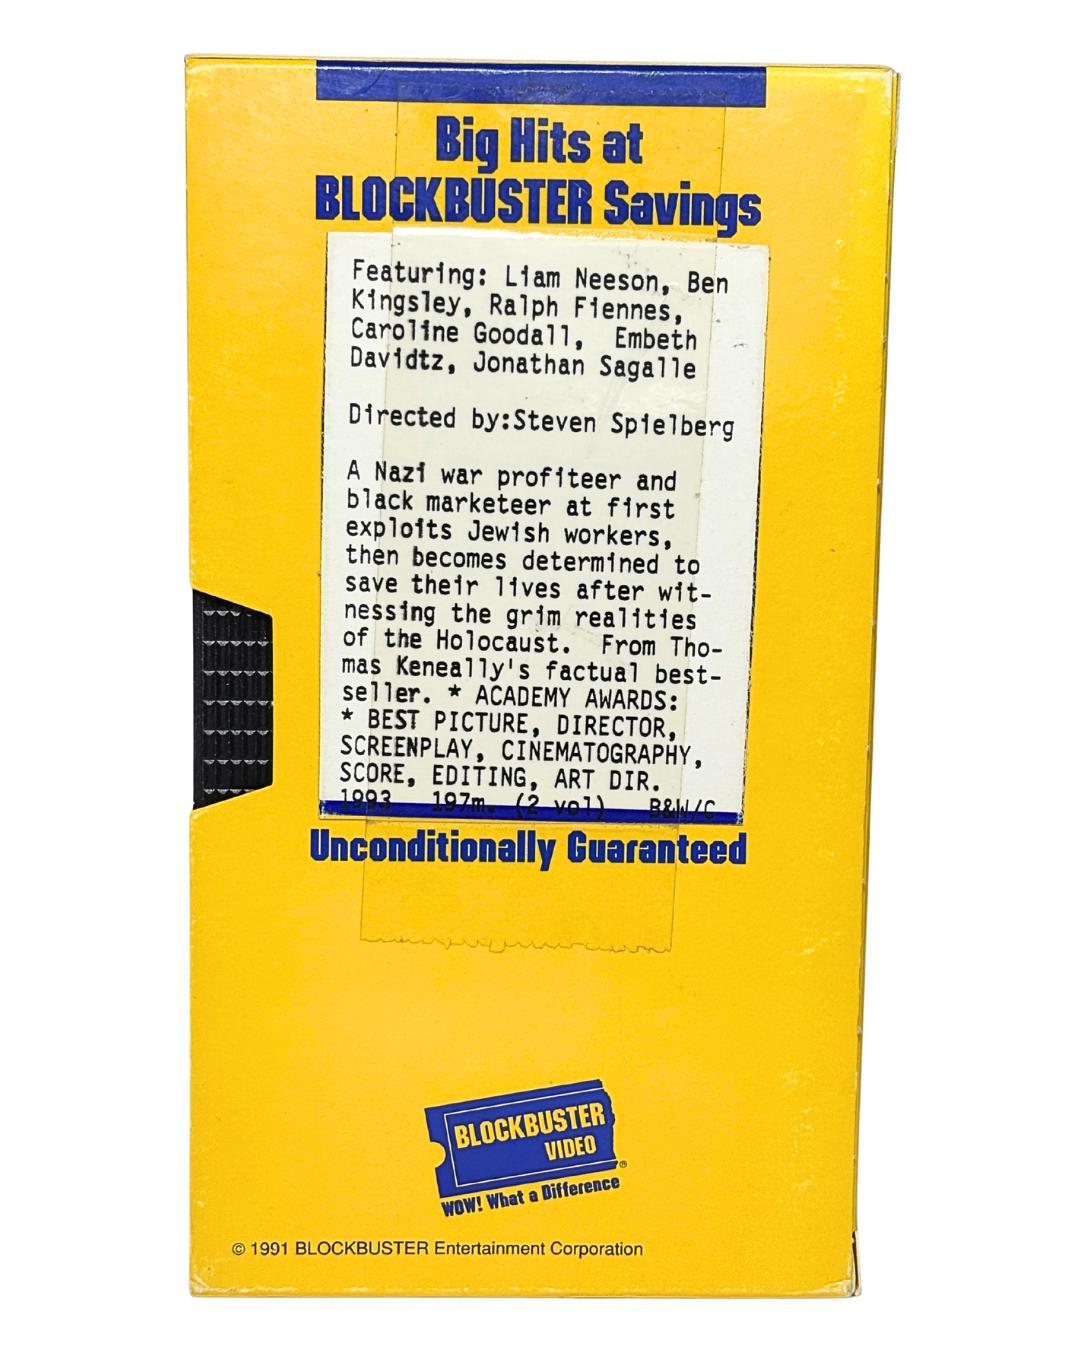 Big Hits at
BLOCKBUSTER Savings
Featuring: Liam Neeson, Ben
Kingsley, Ralph Fiennes,
Caroline Goodall, Embeth
Davidtz, Jonathan Sagalle
Directed by:Steven Spielberg
A Nazi war profiteer and
black marketeer at first
exploits Jewish workers,
then becomes determined to
save their lives after wit-
nessing the grim realities
of the Holocaust. From Tho-
mas Keneally's factual best-
seller. * ACADEMY AWARDS:
* BEST PICTURE, DIRECTOR,
SCREENPLAY, CINEMATOGRAPHY,
SCORE, EDITING, ART DIR.
1993 197m. (2 vol) B&W/C
Unconditionally Guaranteed
BLOCKBUSTER
VIDEO
®
WOW! What a Difference
© 1991 BLOCKBUSTER Entertainment Corporation